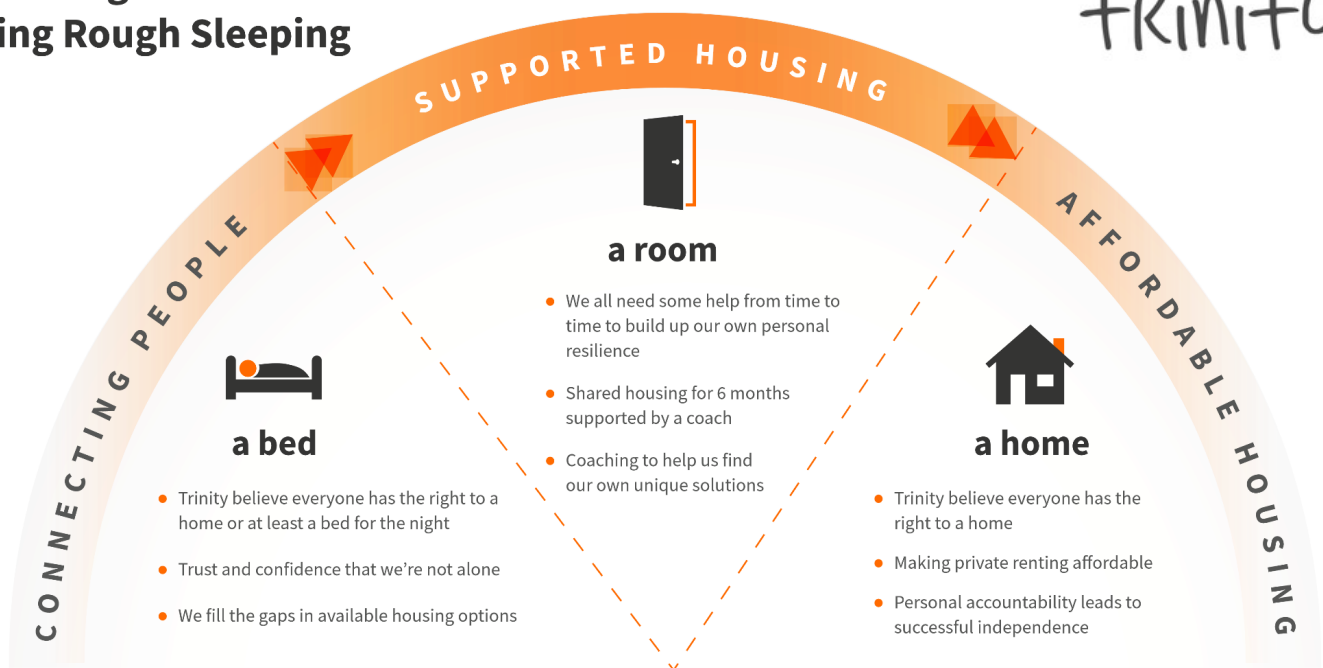 ing Rough Sleeping
SUPPORTED HOUSING
CONNECTING PEOPLE
AFFORDABLE HOUSING
a room
We all need some help from time to
time to build up our own personal
resilience
Shared housing for 6 months
supported by a coach
Coaching to help us find
our own unique solutions
a bed
Trinity believe everyone has the right to a
home or at least a bed for the night
Trust and confidence that we're not alone
We fill the gaps in available housing options
a home
Trinity believe everyone has the
right to a home
Making private renting affordable
Personal accountability leads to
successful independence